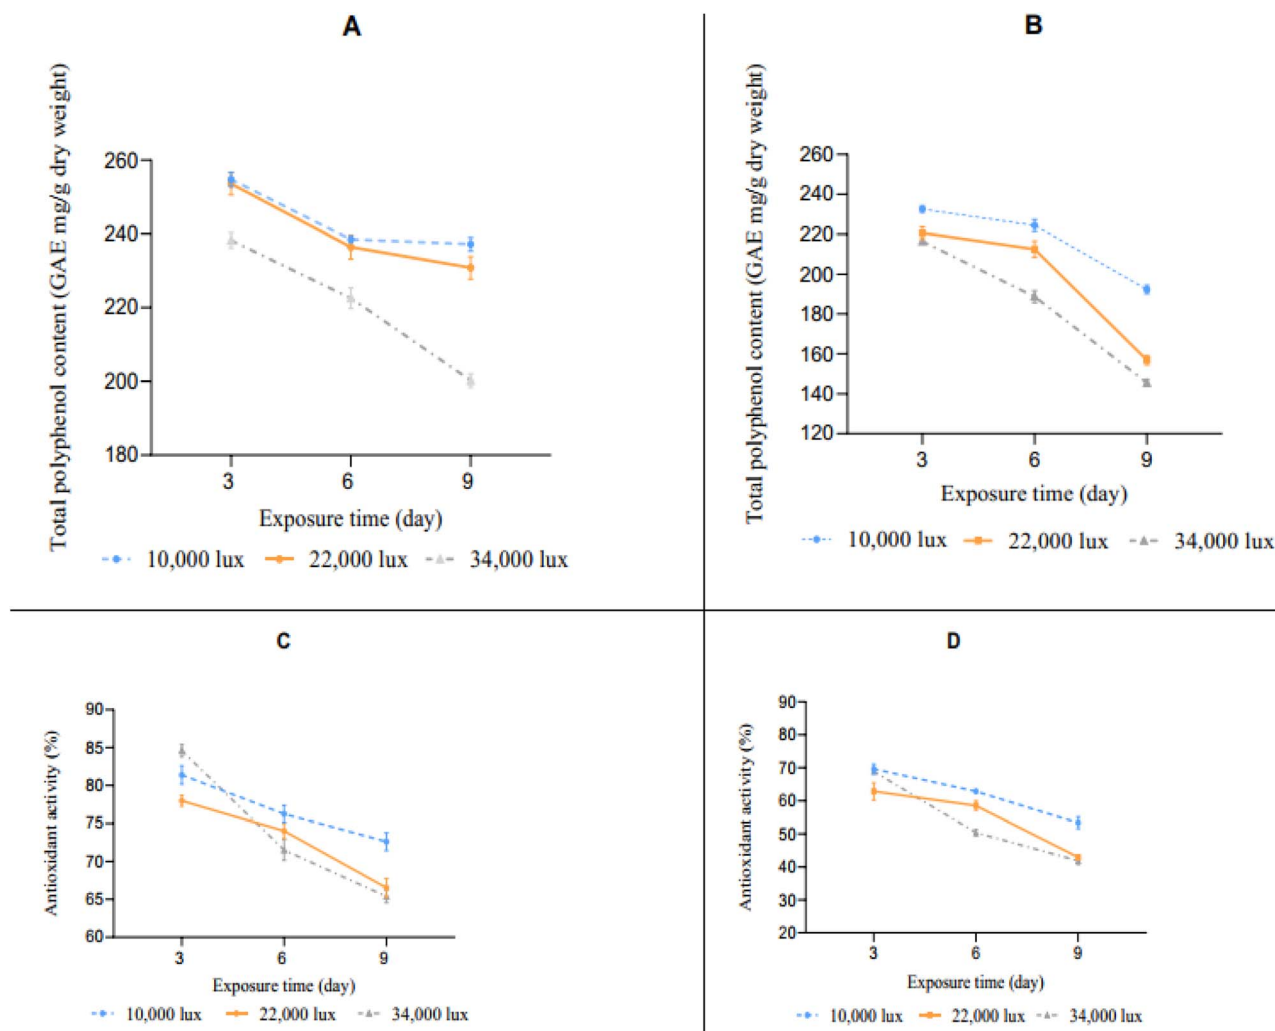 A
Total polyphenol content (GAE mg/g dry weight)
260
240
220
200
180
3 6 9
Exposure time (day)
10,000 lux 22,000 lux 34,000 lux
B
Total polyphenol content (GAE mg/g dry weight)
260
240
220
200
180
160
140
120
3 6 9
Exposure time (day)
10,000 lux 22,000 lux 34,000 lux
C
Antioxidant activity (%)
90
85
80
75
70
65
60
3 6 9
Exposure time (day)
10,000 lux 22,000 lux 34,000 lux
D
Antioxidant activity (%)
90
80
70
60
50
40
30
20
3 6 9
Exposure time (day)
10,000 lux 22,000 lux 34,000 lux